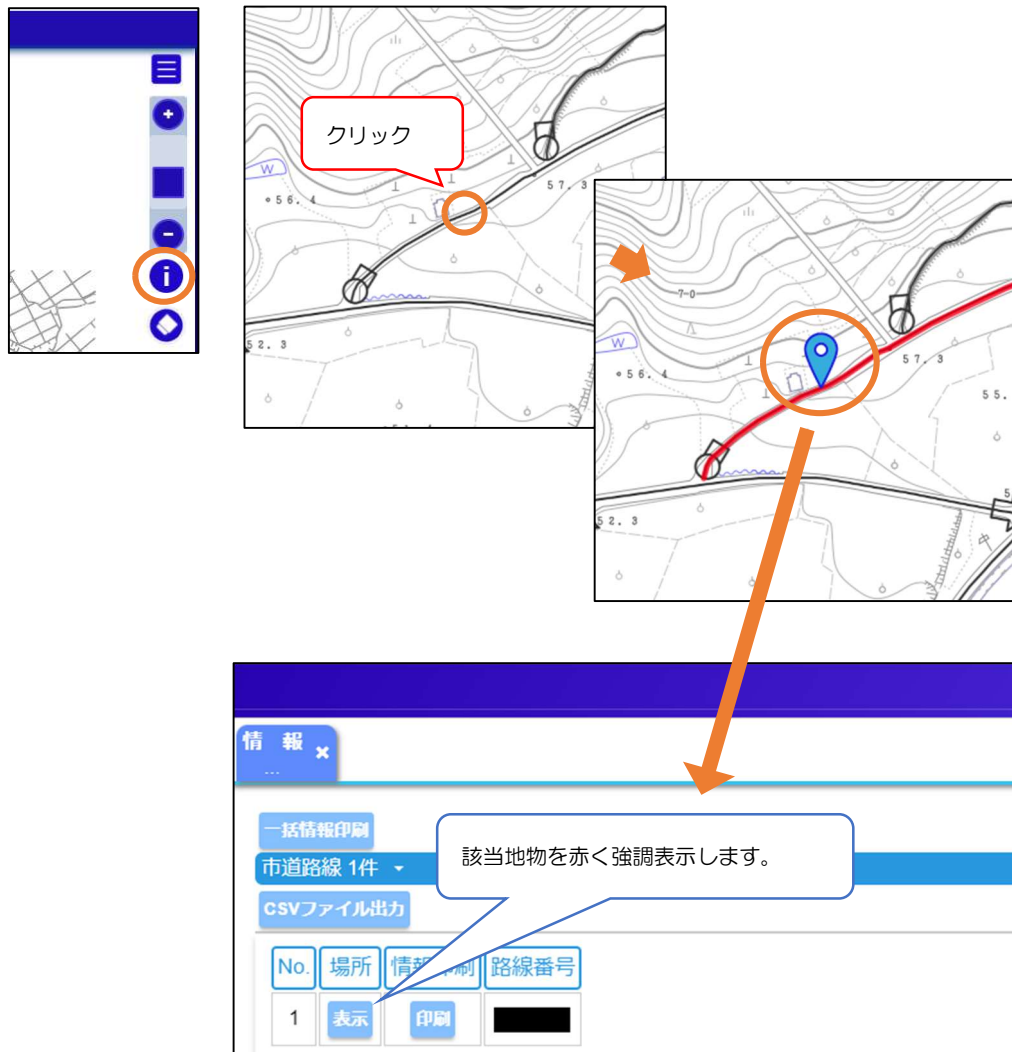 クリック
W
56.4
57.3
52.3
70
W
56.4
57.3
55.
52.3
情 報 ×
...
一括情報印刷
市道路線 1件
CSVファイル出力
該当地物を赤く強調表示します。
No. 場所 情報印刷 路線番号
1 表示 印刷